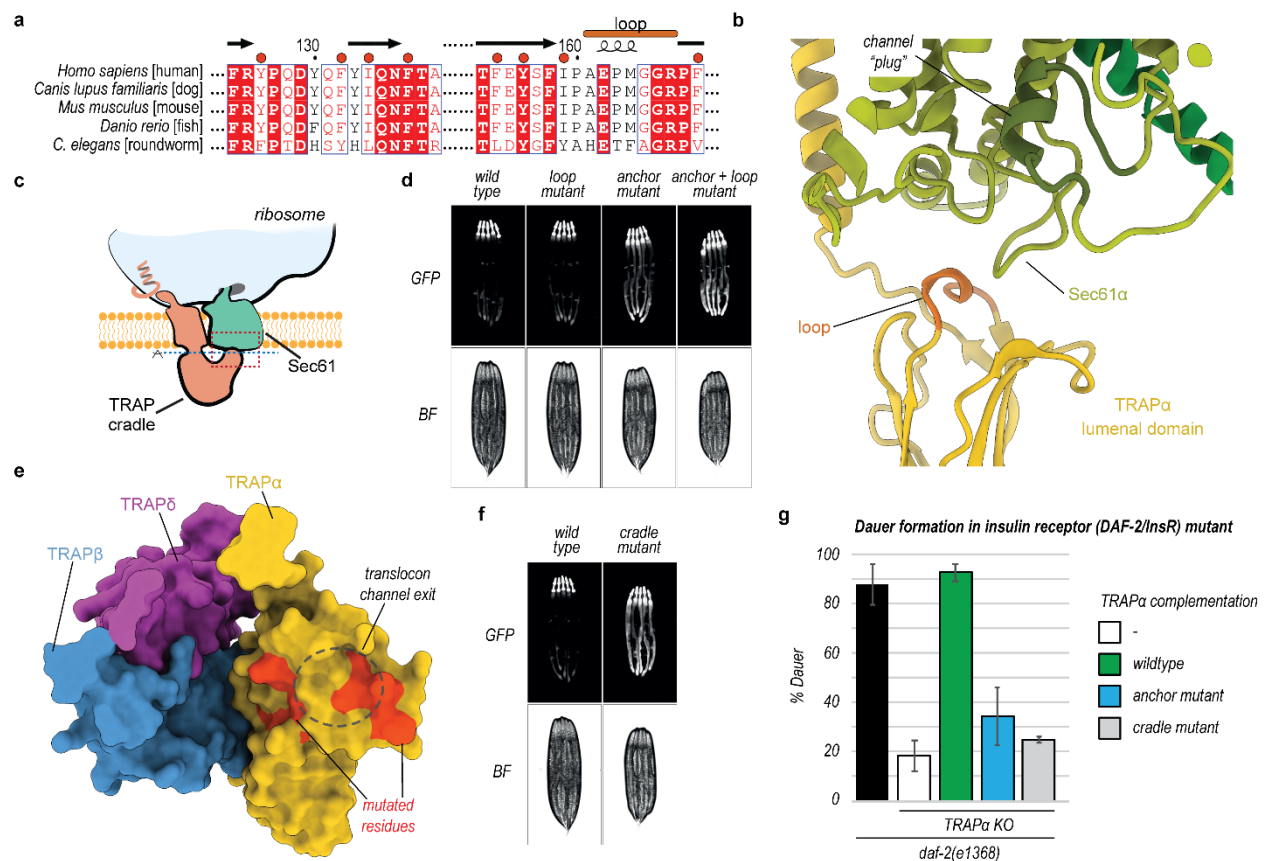 a
loop
130
160
Homo sapiens [human]
FRYPQDYQFYIQNFTA
TFEYSFIPAEPMGGRPF
Canis lupus familiaris [dog]
FRYPQDYQFYIQNFTA
TFEYSFIPAEPMGGRPF
Mus musculus [mouse]
FRYPQDYQFYIQNFTA
TFEYSFIPAEPMGGRPF
Danio rerio [fish]
FRYPQDFQFYIQNFTA
TFEYSFIPAEPMGGRPF
C. elegans [roundworm]
FRFPTDHSYHLQNFTA
TLDYGFYAHETFAGRPV
b
channel
"plug"
Sec61α
loop
TRAPα
lumenal domain
c
ribosome
Sec61
TRAP
cradle
d
wild
type
loop
mutant
anchor
mutant
anchor + loop
mutant
GFP
BF
e
TRAPα
TRAPδ
TRAPβ
translocon
channel exit
mutated
residues
f
wild
type
cradle
mutant
GFP
BF
g
Dauer formation in insulin receptor (DAF-2/InsR) mutant
100
80
60
40
20
0
% Dauer
TRAPα complementation
-
wildtype
anchor mutant
cradle mutant
TRAPα KO
daf-2(e1368)